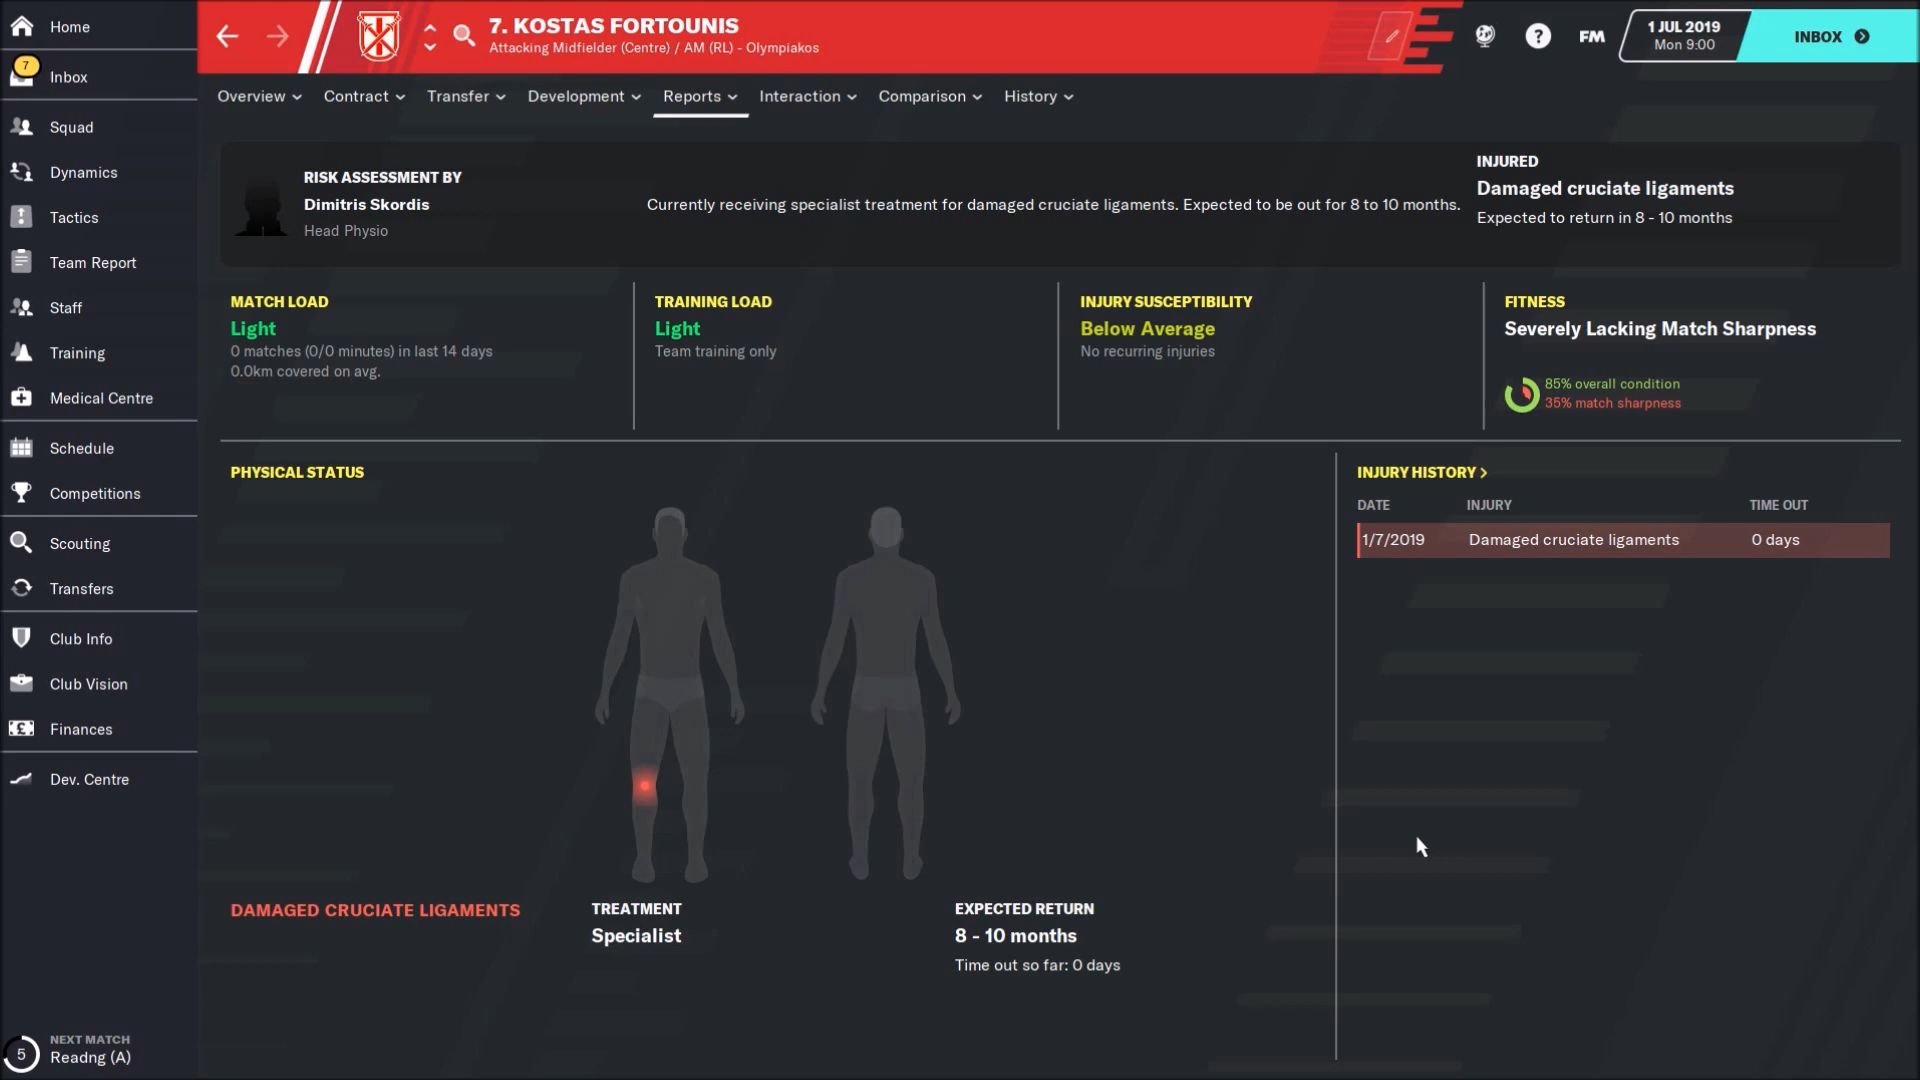 Home
7
Inbox
Squad
Dynamics
Tactics
Team Report
Staff
Training
Medical Centre
Schedule
Competitions
Scouting
Transfers
Club Info
Club Vision
Finances
Dev. Centre
5
NEXT MATCH
Readng (A)
7. KOSTAS FORTOUNIS
Attacking Midfielder (Centre) / AM (RL) - Olympiakos
?
FM
1 JUL 2019
Mon 9:00
INBOX
Overview
Contract
Transfer
Development
Reports
Interaction
Comparison
History
RISK ASSESSMENT BY
Dimitris Skordis
Head Physio
Currently receiving specialist treatment for damaged cruciate ligaments. Expected to be out for 8 to 10 months.
INJURED
Damaged cruciate ligaments
Expected to return in 8 - 10 months
MATCH LOAD
Light
0 matches (0/0 minutes) in last 14 days
0.0km covered on avg.
TRAINING LOAD
Light
Team training only
INJURY SUSCEPTIBILITY
Below Average
No recurring injuries
FITNESS
Severely Lacking Match Sharpness
85% overall condition
35% match sharpness
PHYSICAL STATUS
DAMAGED CRUCIATE LIGAMENTS
TREATMENT
Specialist
EXPECTED RETURN
8 - 10 months
Time out so far: 0 days
INJURY HISTORY >
DATE INJURY TIME OUT
1/7/2019 Damaged cruciate ligaments 0 days